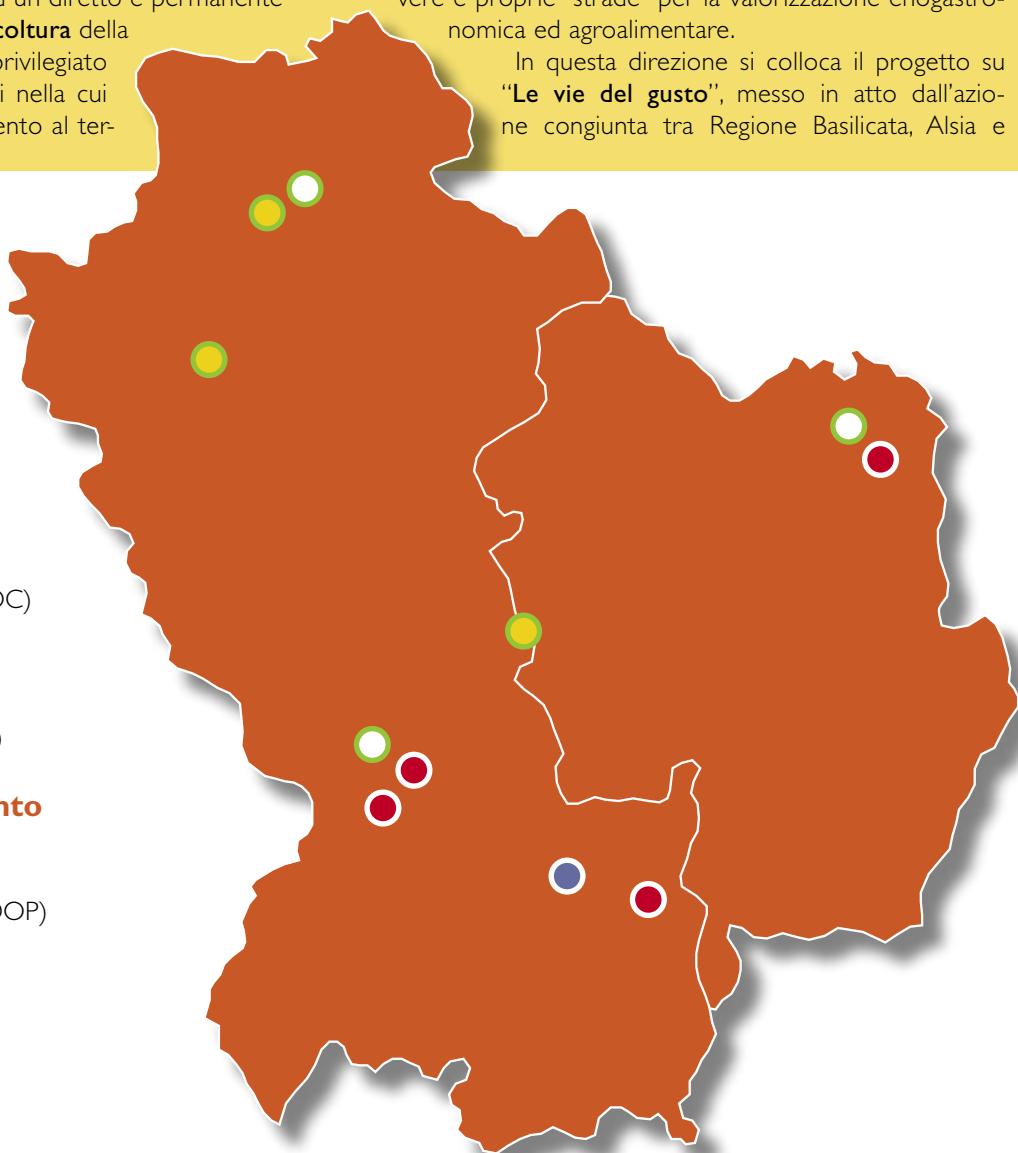 un diretto e permanente
coltura della
privilegiato
i nella cui
ento al ter-
vere e proprie “strade” per la valorizzazione enogastro-
nomica ed agroalimentare.
In questa direzione si colloca il progetto su
“Le vie del gusto”, messo in atto dall’azio-
ne congiunta tra Regione Basilicata, Alsia e
OC)
)
nto
OOP)